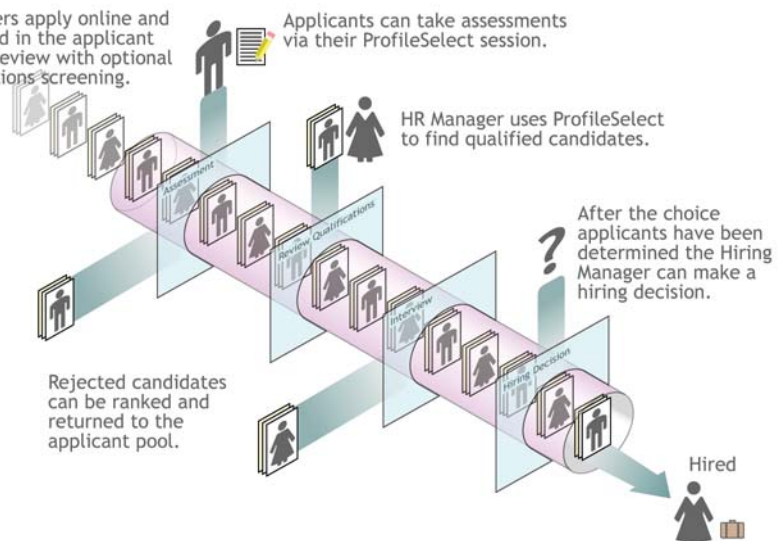 ers apply online and
d in the applicant
eview with optional
ions screening.
Applicants can take assessments
via their ProfileSelect session.
HR Manager uses ProfileSelect
to find qualified candidates.
After the choice
applicants have been
determined the Hiring
Manager can make a
hiring decision.
Assessment
Review Qualifications
Interview
Hiring Decision
Rejected candidates
can be ranked and
returned to the
applicant pool.
Hired